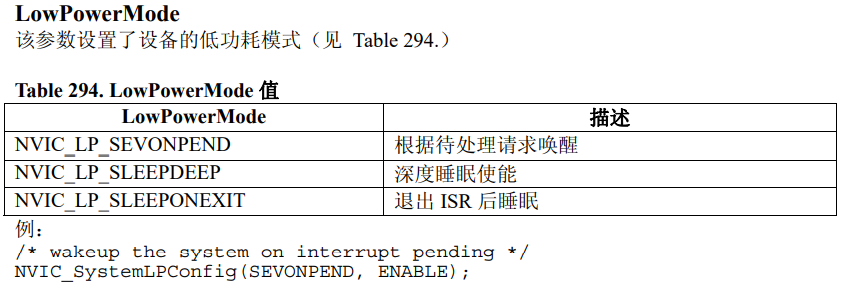 LowPowerMode
该参数设置了设备的低功耗模式（见 Table 294.）
Table 294. LowPowerMode 值
LowPowerMode 描述
NVIC_LP_SEVONPEND 根据待处理请求唤醒
NVIC_LP_SLEEPDEEP 深度睡眠使能
NVIC_LP_SLEEPONEXIT 退出 ISR 后睡眠
例：
/* wakeup the system on interrupt pending */
NVIC_SystemLPConfig(SEVONPEND, ENABLE);